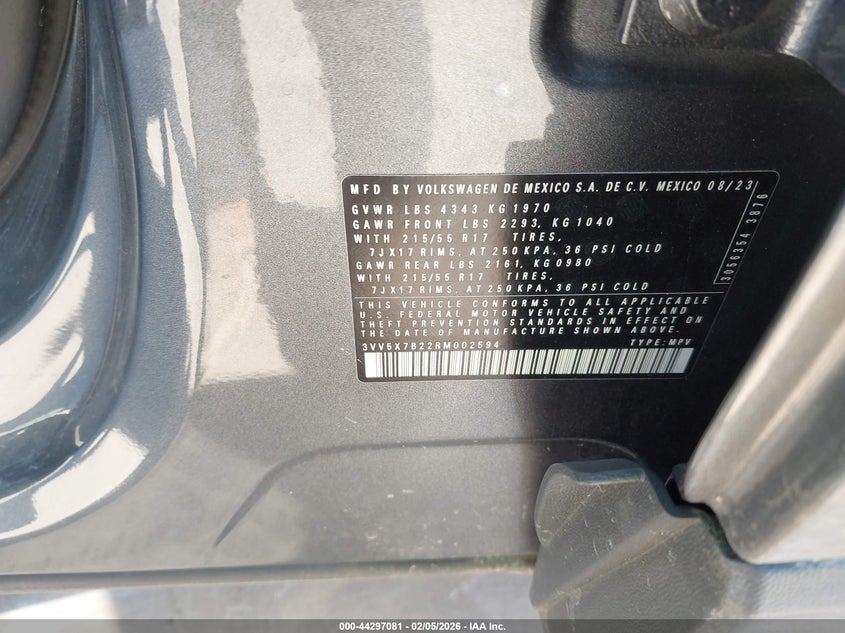 MFD BY VOLKSWAGEN DE MEXICO S.A. DE C.V. MEXICO 08/23
GVWR LBS 4343 KG 1970
GAWR FRONT LBS 2293, KG 1040
WITH 215/55 R17 TIRES,
7JX17 RIMS, AT 250 KPA, 36 PSI COLD
GAWR REAR LBS 2161, KG 0980
WITH 215/55 R17 TIRES,
7JX17 RIMS, AT 250 KPA, 36 PSI COLD
THIS VEHICLE CONFORMS TO ALL APPLICABLE
U.S. FEDERAL MOTOR VEHICLE SAFETY AND
THEFT PREVENTION STANDARDS IN EFFECT ON
THE DATE OF MANUFACTURE SHOWN ABOVE.
3VV5X7B22RM002594 TYPE: MPV
3056354 3876
000-44297081 | 02/05/2026 | IAA Inc.